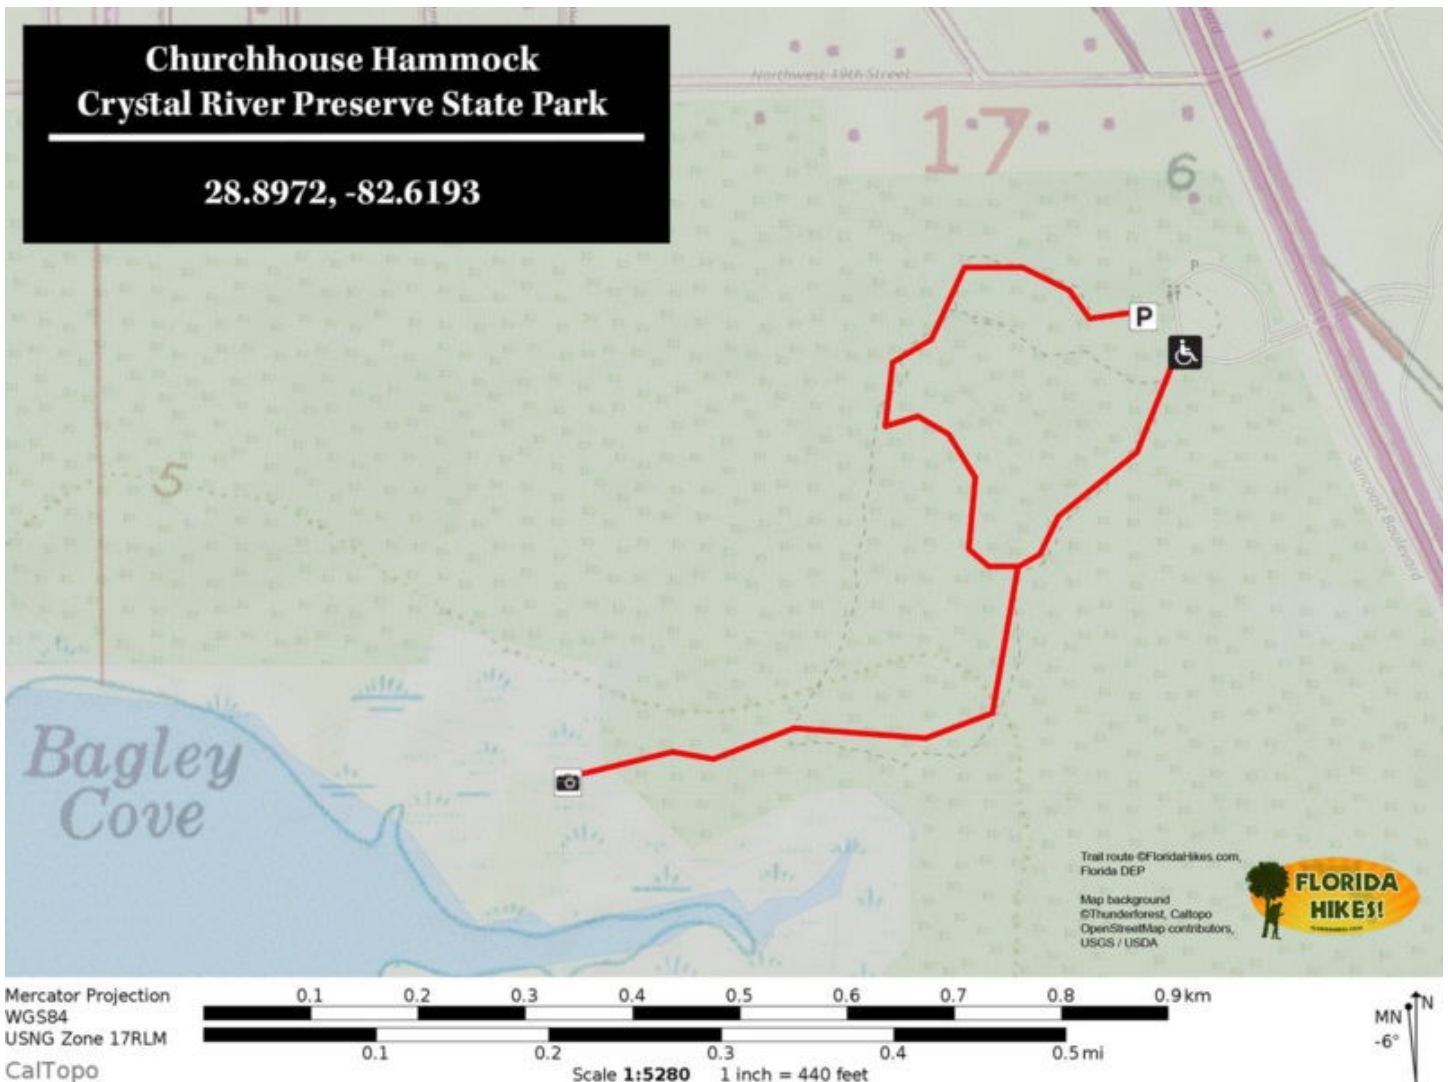 Churchhouse Hammock
Crystal River Preserve State Park
28.8972, -82.6193
Northwest 19th Street
17
6
P
P
5
Suncoast Boulevard
Bagley
Cove
Trail route ©FloridaHikes.com,
Florida DEP
Map background
©Thunderforest, Caltopo
OpenStreetMap contributors,
USGS / USDA
FLORIDA
HIKES!
Mercator Projection
WGS84
USNG Zone 17RLM
CalTopo
0.1 0.2 0.3 0.4 0.5 0.6 0.7 0.8 0.9 km
0.1 0.2 0.3 0.4 0.5 mi
Scale 1:5280 1 inch = 440 feet
N
MN
-6°